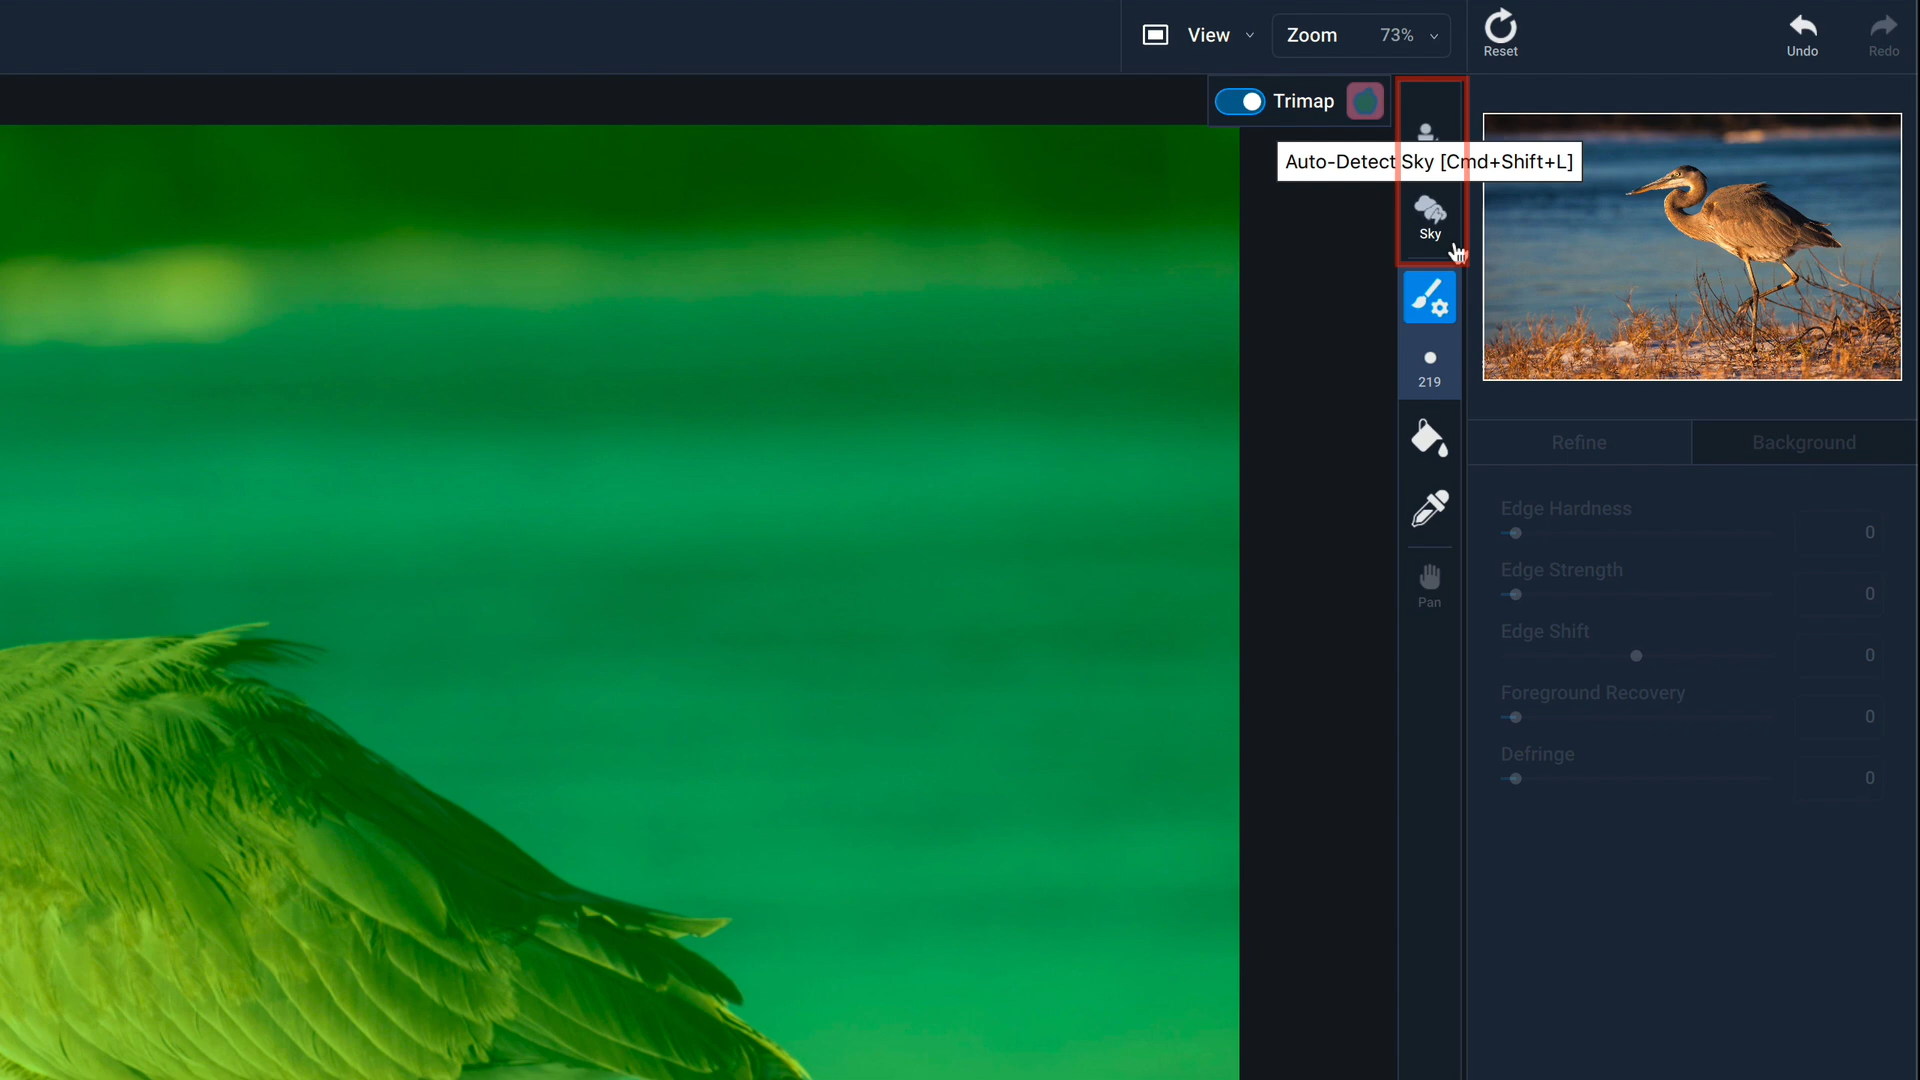 View
Zoom 73%
Reset
Undo
Redo
Trimap
Auto-Detect Sky [Cmd+Shift+L]
Sky
219
Pan
Refine
Background
Edge Hardness
0
Edge Strength
0
Edge Shift
0
Foreground Recovery
0
Defringe
0